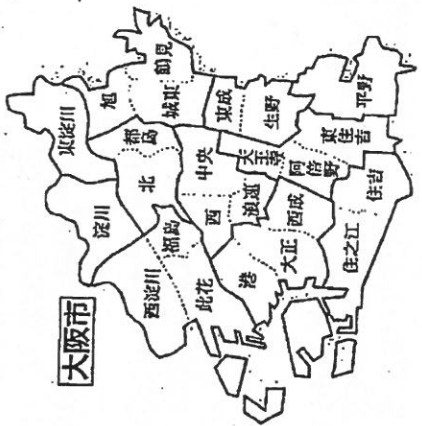 大阪市
東淀川
淀川
西淀川
旭
鶴見
都島
城東
北
福島
此花
東成
中央
西
生野
天王寺
浪速
港
大正
西成
阿倍野
東住吉
平野
住吉
住之江